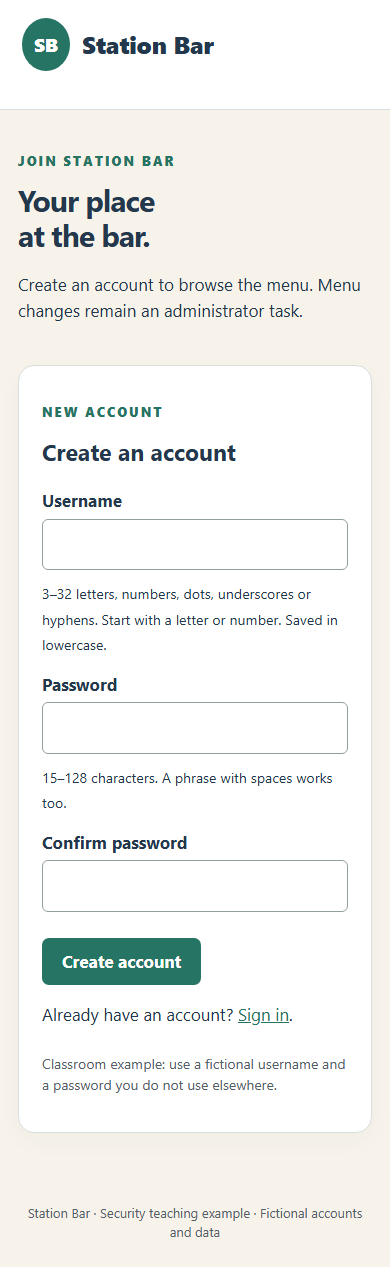 SB Station Bar
JOIN STATION BAR
Your place
at the bar.
Create an account to browse the menu. Menu
changes remain an administrator task.
NEW ACCOUNT
Create an account
Username
3–32 letters, numbers, dots, underscores or
hyphens. Start with a letter or number. Saved in
lowercase.
Password
15–128 characters. A phrase with spaces works
too.
Confirm password
Create account
Already have an account? Sign in.
Classroom example: use a fictional username and
a password you do not use elsewhere.
Station Bar · Security teaching example · Fictional accounts
and data